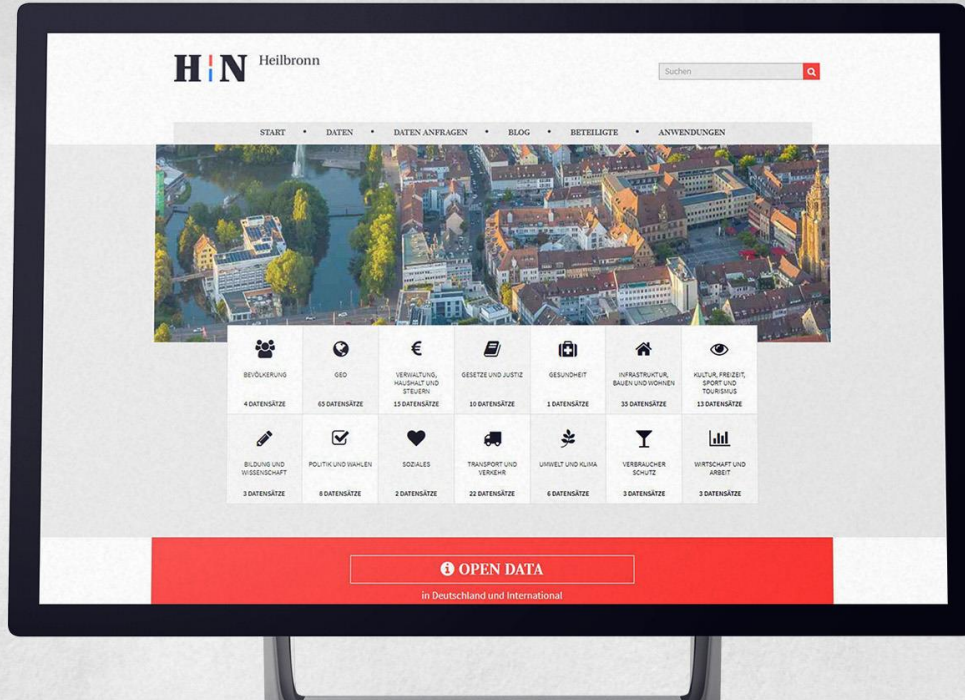 H N Heilbronn
Suchen
START • DATEN • DATEN ANFRAGEN • BLOG • BETEILIGTE • ANWENDUNGEN
BEVÖLKERUNG
4 DATENSÄTZE
GEO
65 DATENSÄTZE
VERWALTUNG,
HAUSHALT UND
STEUERN
15 DATENSÄTZE
GESETZE UND JUSTIZ
10 DATENSÄTZE
GESUNDHEIT
1 DATENSÄTZE
INFRASTRUKTUR,
BAUEN UND WOHNEN
35 DATENSÄTZE
KULTUR, FREIZEIT,
SPORT UND
TOURISMUS
13 DATENSÄTZE
BILDUNG UND
WISSENSCHAFT
3 DATENSÄTZE
POLITIK UND WAHLEN
8 DATENSÄTZE
SOZIALES
2 DATENSÄTZE
TRANSPORT UND
VERKEHR
22 DATENSÄTZE
UMWELT UND KLIMA
6 DATENSÄTZE
VERBRAUCHER
SCHUTZ
3 DATENSÄTZE
WIRTSCHAFT UND
ARBEIT
3 DATENSÄTZE
OPEN DATA
in Deutschland und International